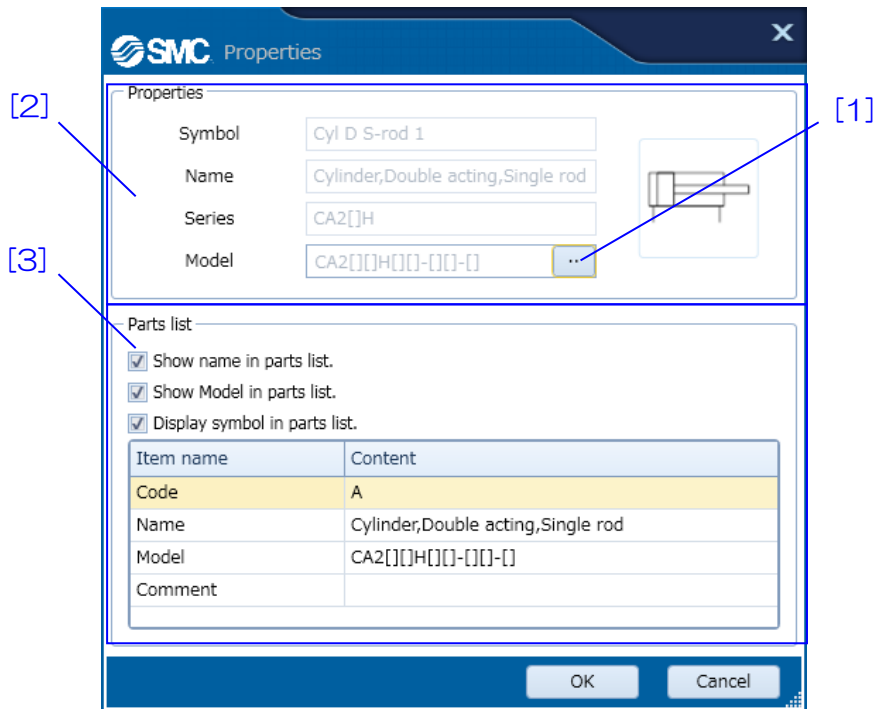 SMC Properties
Properties
[2]
[1]
Symbol Cyl D S-rod 1
Name Cylinder,Double acting,Single rod
Series CA2[]H
[3]
Model CA2[][]H[][]-[][]-[] ..
Parts list
Show name in parts list.
Show Model in parts list.
Display symbol in parts list.
Item name Content
Code A
Name Cylinder,Double acting,Single rod
Model CA2[][]H[][]-[][]-[]
Comment
OK Cancel